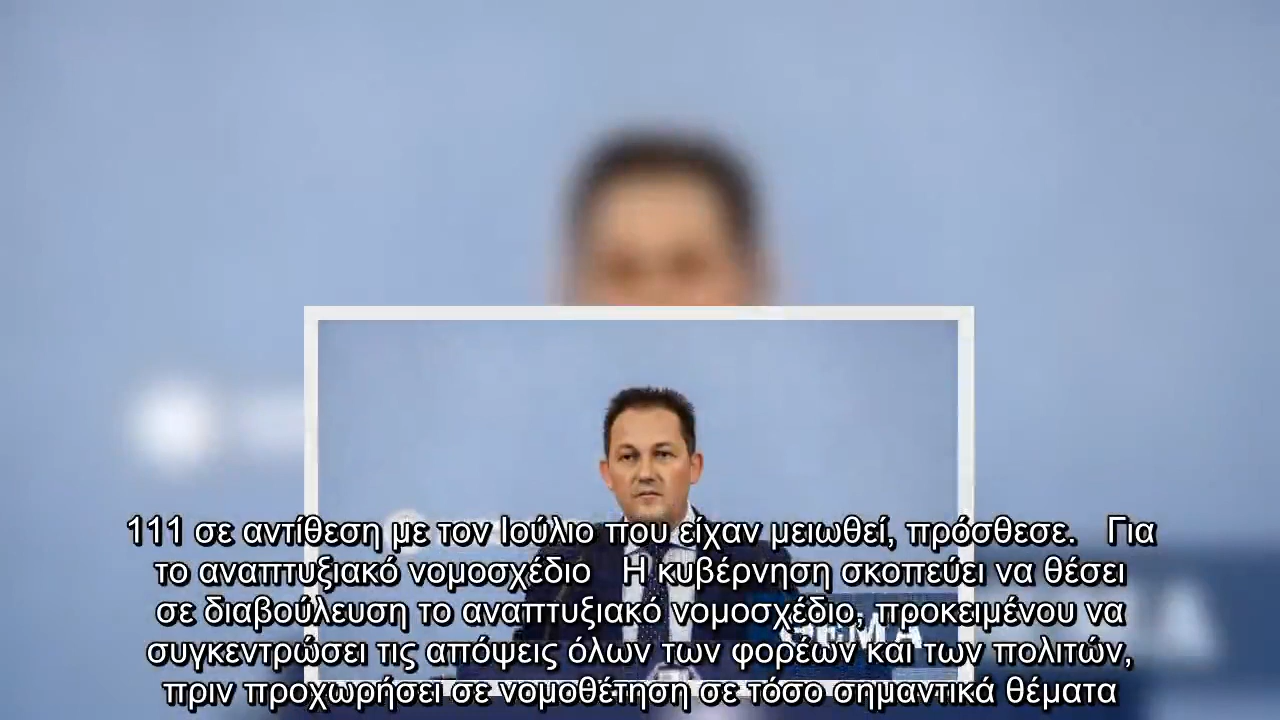 111 σε αντίθεση με τον Ιούλιο που είχαν μειωθεί, πρόσθεσε. Για
το αναπτυξιακό νομοσχέδιο Η κυβέρνηση σκοπεύει να θέσει
σε διαβούλευση το αναπτυξιακό νομοσχέδιο, προκειμένου να
συγκεντρώσει τις απόψεις όλων των φορέων και των πολιτών,
πριν προχωρήσει σε νομοθέτηση σε τόσο σημαντικά θέματα